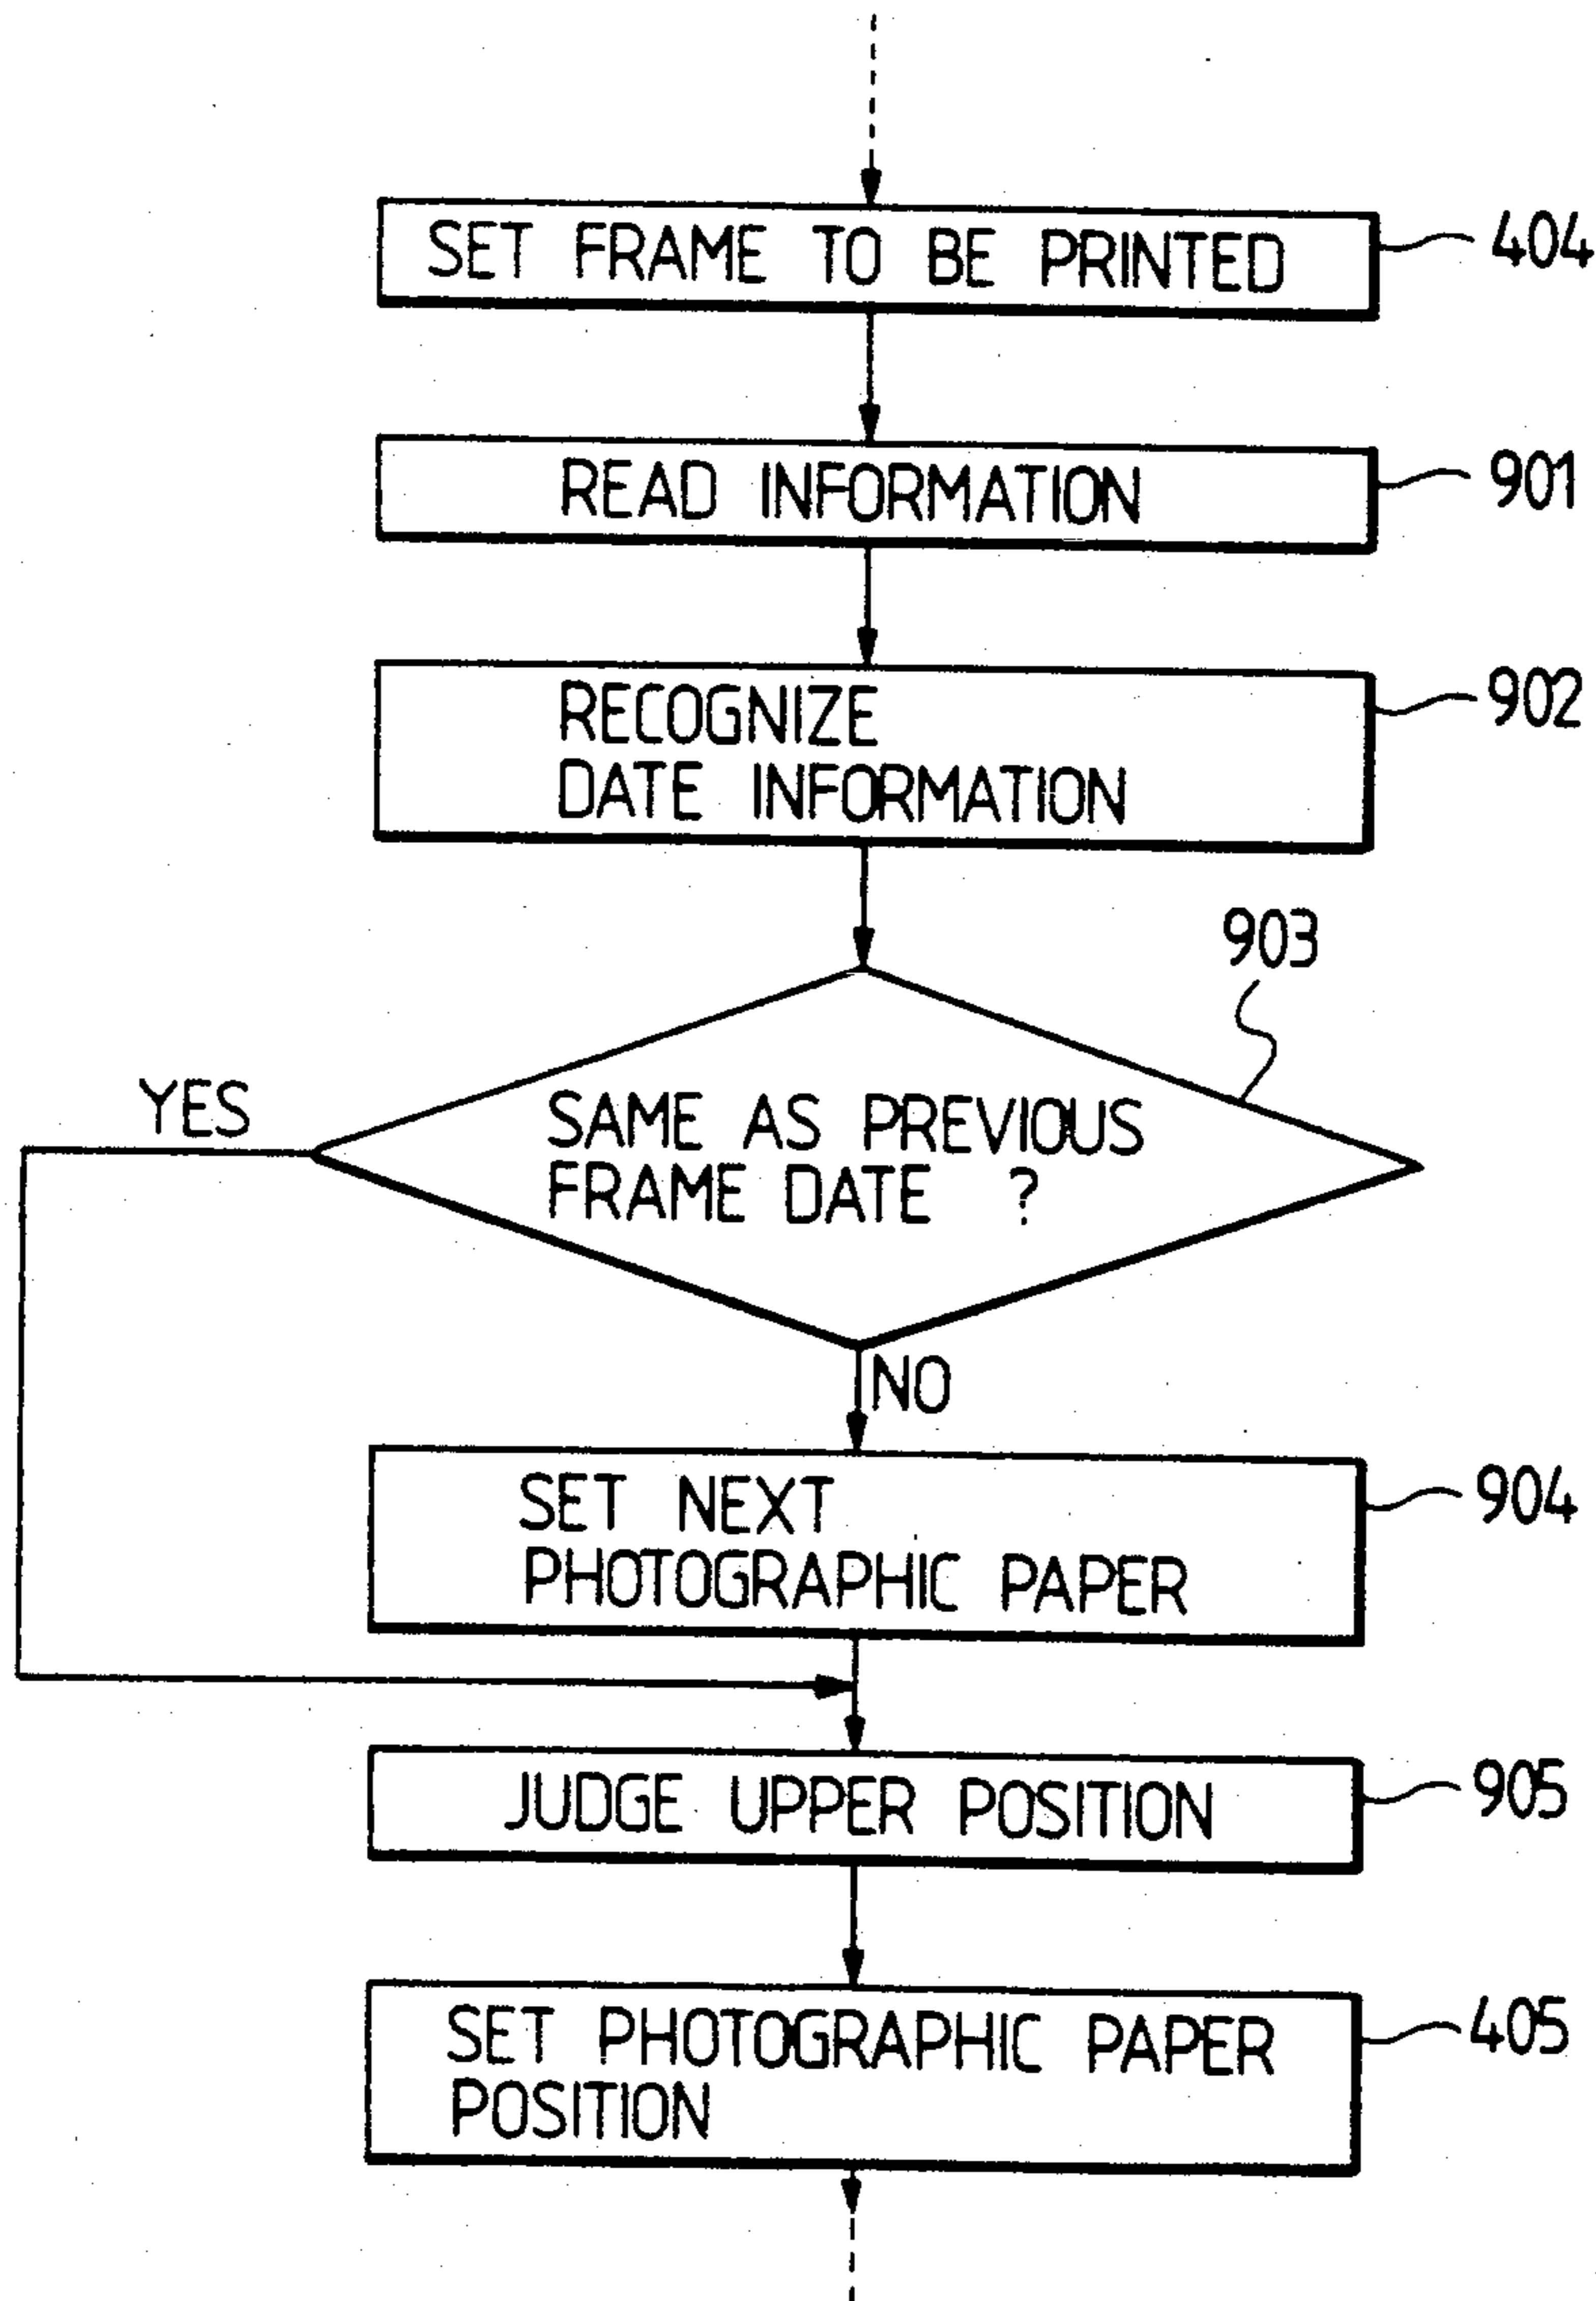 SET FRAME TO BE PRINTED
404
READ INFORMATION
901
RECOGNIZE
DATE INFORMATION
902
903
YES
SAME AS PREVIOUS
FRAME DATE ?
NO
SET NEXT
PHOTOGRAPHIC PAPER
904
JUDGE UPPER POSITION
905
SET PHOTOGRAPHIC PAPER
POSITION
405